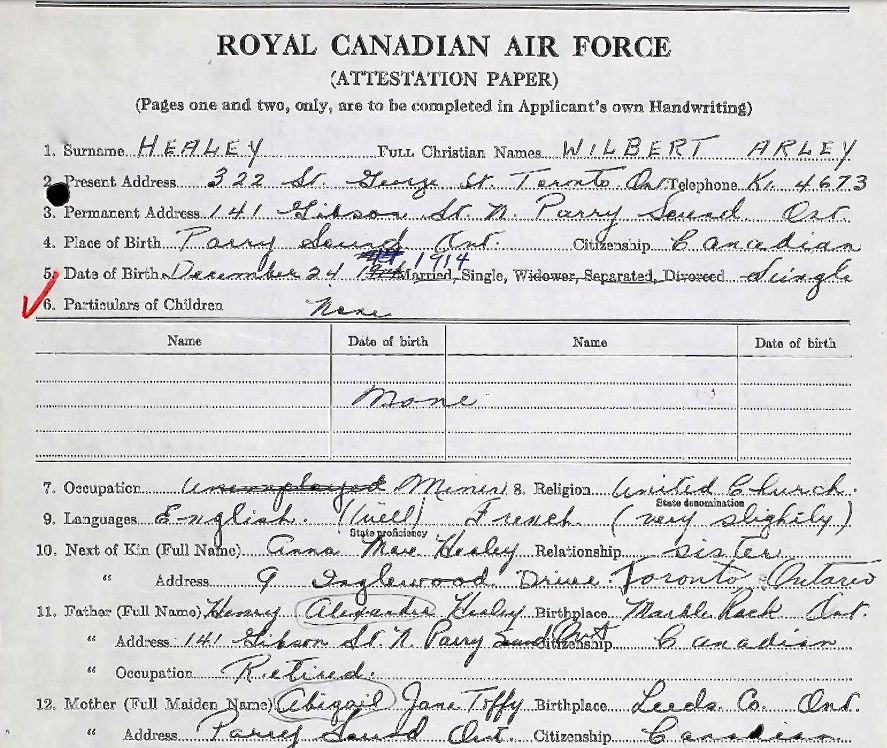 ROYAL CANADIAN AIR FORCE
(ATTESTATION PAPER)
(Pages one and two, only, are to be completed in Applicant's own Handwriting)
1. Surname HEALEY FULL Christian Names WILBERT ARLEY
2. Present Address 322 St. George St. Toronto Ont Telephone Ki. 4673
3. Permanent Address 141 Gibson St. N. Parry Sound. Ont.
4. Place of Birth Parry Sound Ont. Citizenship Canadian
5. Date of Birth December 24 1914 Married, Single, Widower, Separated, Divorced Single
6. Particulars of Children None
Name Date of birth Name Date of birth
None
7. Occupation Unemployed Miner 8. Religion United Church.
State denomination
9. Languages English. (well) French (very slightly)
State proficiency
10. Next of Kin (Full Name) Anna Mae Healey Relationship sister
" Address 9 Inglewood Drive. Toronto Ontario
11. Father (Full Name) Henry Alexander Healey Birthplace Marble Rock Ont.
" Address 141 Gibson St. N. Parry Sound Ont Citizenship Canadian
" Occupation Retired.
12. Mother (Full Maiden Name) Abigail Jane Toffy Birthplace Leeds. Co. Ont.
" Address Parry Sound Ont. Citizenship Canadian